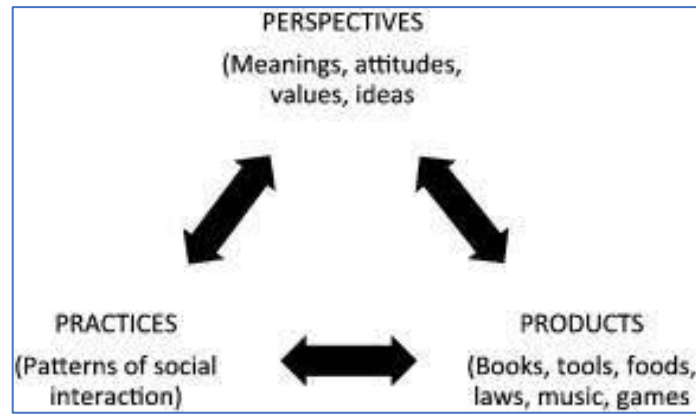 PERSPECTIVES
(Meanings, attitudes,
values, ideas
PRACTICES
(Patterns of social
interaction)
PRODUCTS
(Books, tools, foods,
laws, music, games